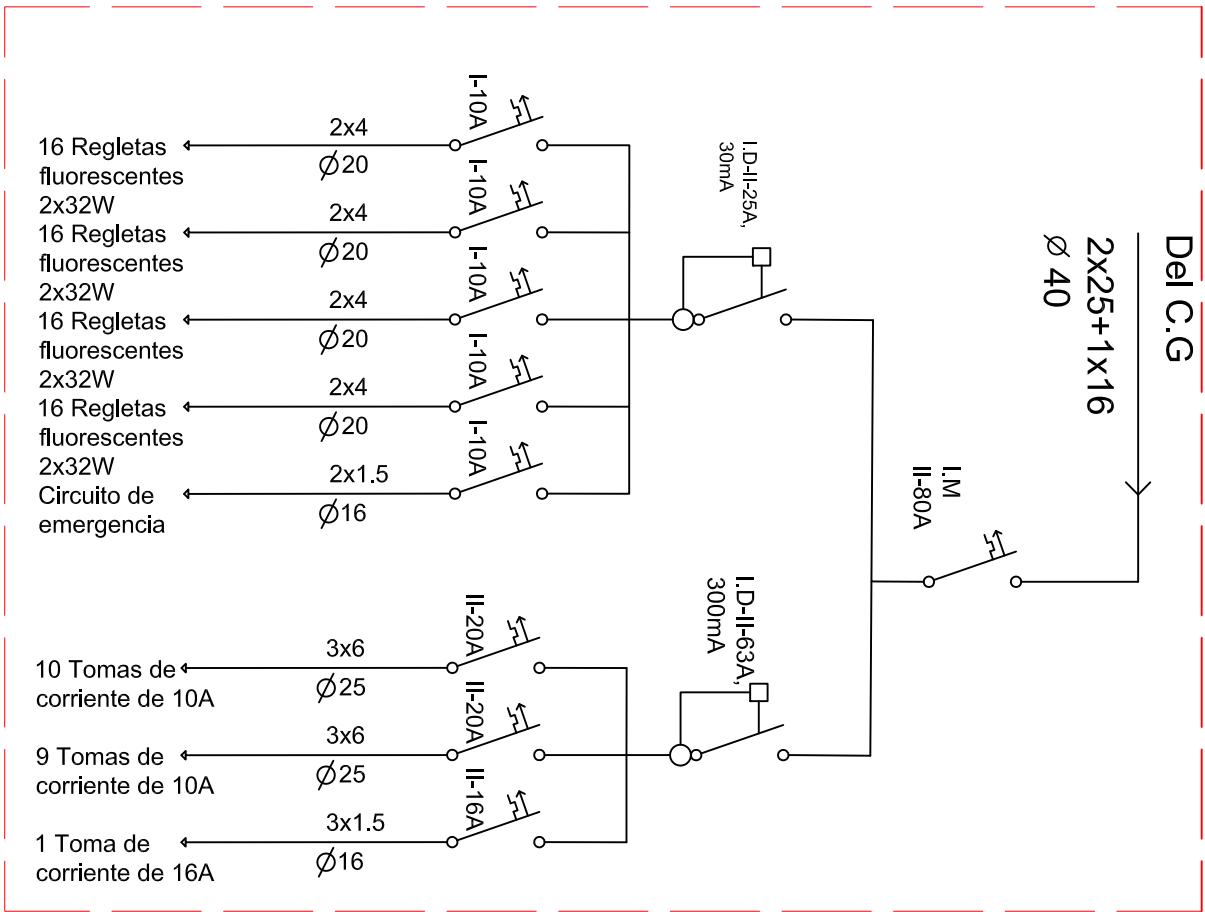 Del C.G
2x25+1x16
Ø 40
I.M
II-80A
I.D-II-25A,
30mA
I-10A
2x4
Ø20
16 Regletas
fluorescentes
2x32W
I-10A
2x4
Ø20
16 Regletas
fluorescentes
2x32W
I-10A
2x4
Ø20
16 Regletas
fluorescentes
2x32W
I-10A
2x4
Ø20
16 Regletas
fluorescentes
2x32W
I-10A
2x1.5
Ø16
Circuito de
emergencia
I.D-II-63A,
300mA
II-20A
3x6
Ø25
10 Tomas de
corriente de 10A
II-20A
3x6
Ø25
9 Tomas de
corriente de 10A
II-16A
3x1.5
Ø16
1 Toma de
corriente de 16A